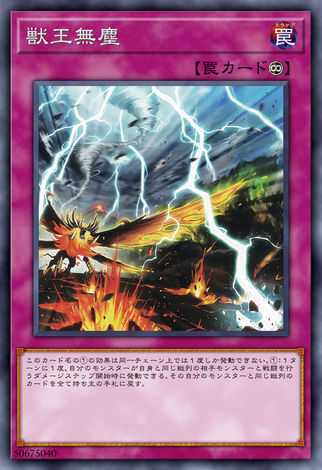 獣王無塵
トラップ
罠
【罠カード♾】
このカード名の①の効果は同一チェーン上では１度しか発動できない。①：１ターンに１度、自分のモンスターが自身と同じ縦列の相手モンスターと戦闘を行うダメージステップ開始時に発動できる。その自分のモンスターと同じ縦列のカードを全て持ち主の手札に戻す。
50675040